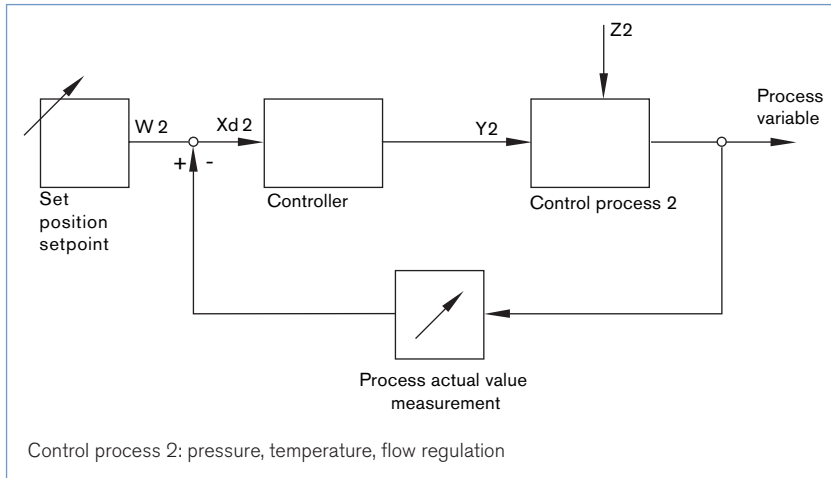 Z2
Process
variable
W 2
Xd 2
Y2
+ -
Set
position
setpoint
Controller
Control process 2
Process actual value
measurement
Control process 2: pressure, temperature, flow regulation